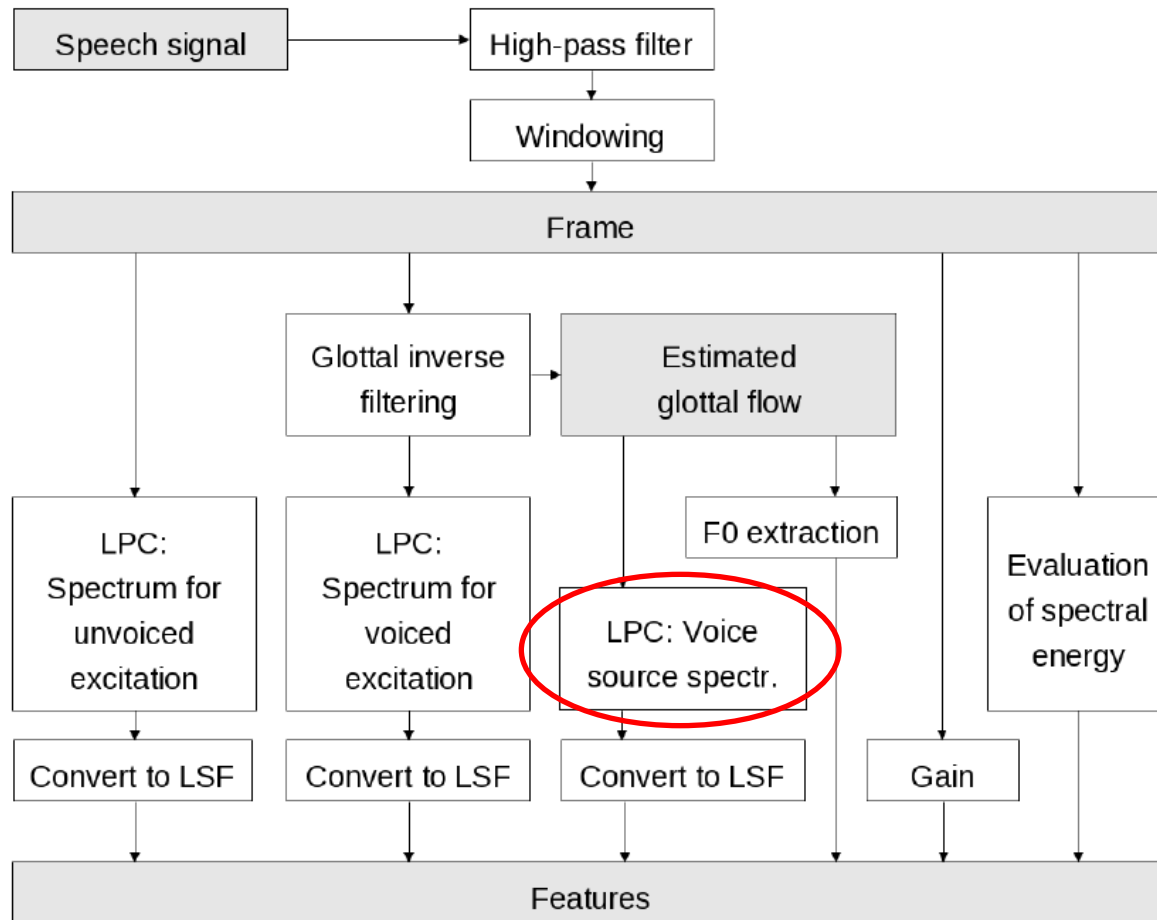 Speech signal
High-pass filter
Windowing
Frame
Glottal inverse
filtering
Estimated
glottal flow
LPC:
Spectrum for
unvoiced
excitation
LPC:
Spectrum for
voiced
excitation
F0 extraction
LPC: Voice
source spectr.
Evaluation
of spectral
energy
Convert to LSF
Convert to LSF
Convert to LSF
Gain
Features